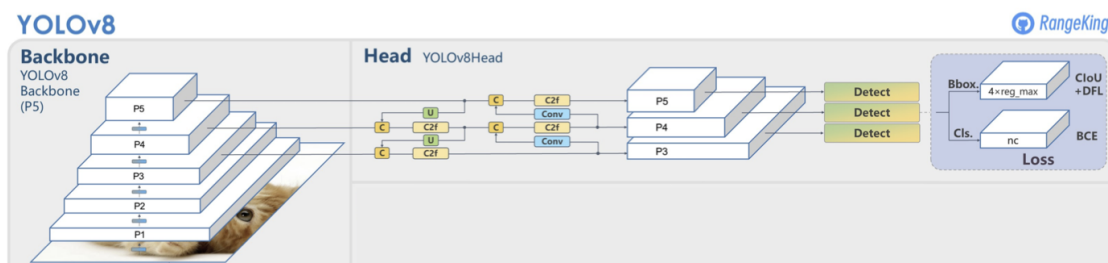 YOLOv8
RangeKing
Backbone
YOLOv8
Backbone
(P5)
P5
P4
P3
P2
P1
Head YOLOv8Head
C C2f
U Conv
C C2f C C2f
U Conv
C C2f
P5
P4
P3
Detect
Detect
Detect
Bbox.
4×reg_max
CIoU
+DFL
Cls.
nc
BCE
Loss